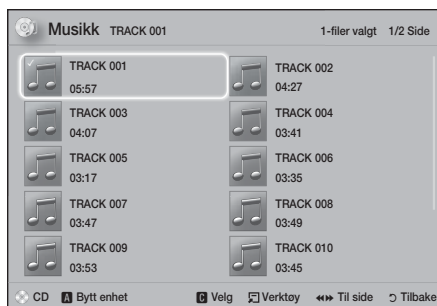 Musikk TRACK 001 1-filer valgt 1/2 Side
TRACK 001 TRACK 002
05:57 04:27
TRACK 003 TRACK 004
04:07 03:41
TRACK 005 TRACK 006
03:17 03:35
TRACK 007 TRACK 008
03:47 03:49
TRACK 009 TRACK 010
03:53 03:45
CD A Bytt enhet C Velg Verktøy Til side Tilbake